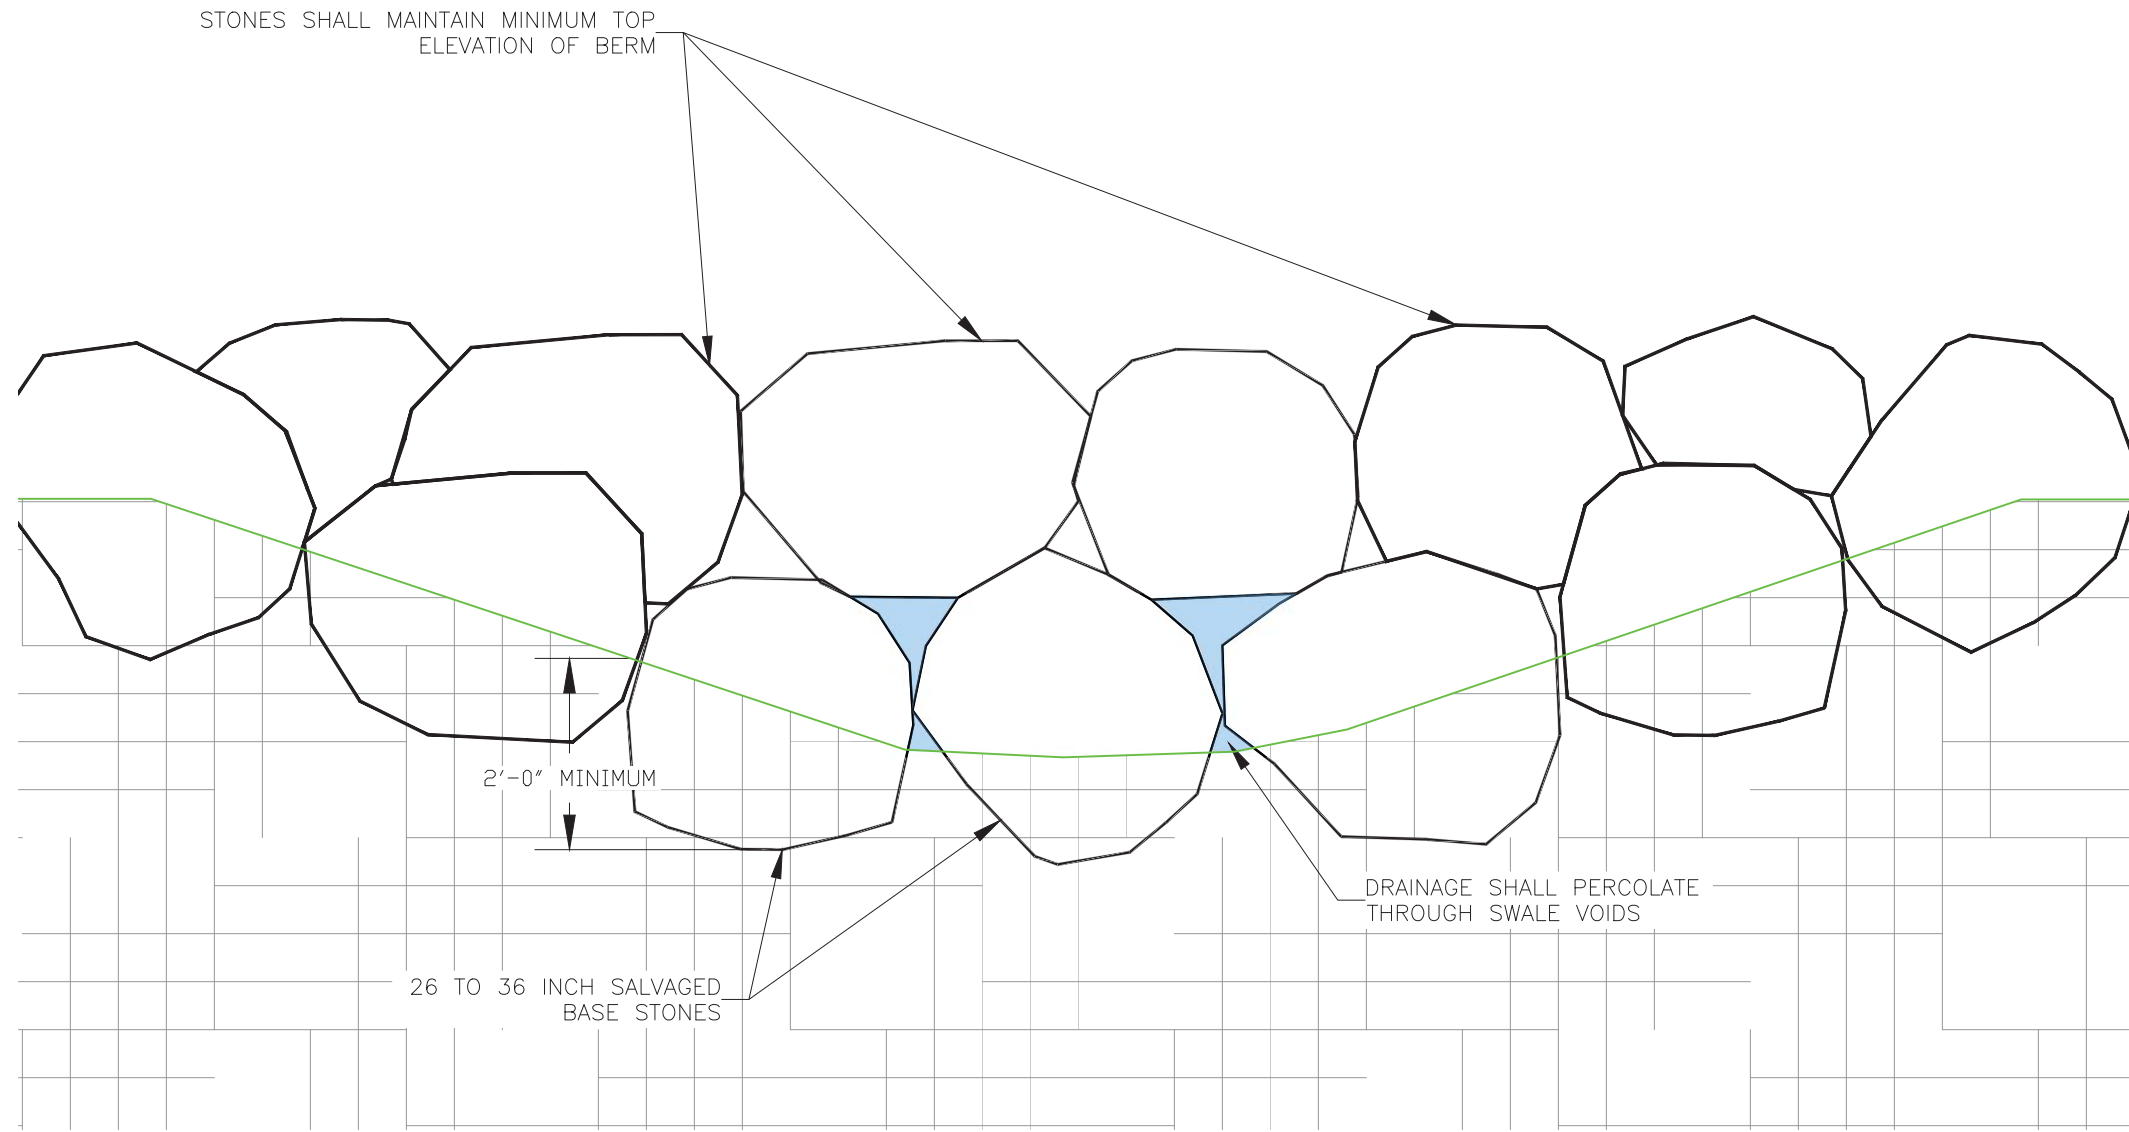 STONES SHALL MAINTAIN MINIMUM TOP
ELEVATION OF BERM
2'-0" MINIMUM
DRAINAGE SHALL PERCOLATE
THROUGH SWALE VOIDS
26 TO 36 INCH SALVAGED
BASE STONES